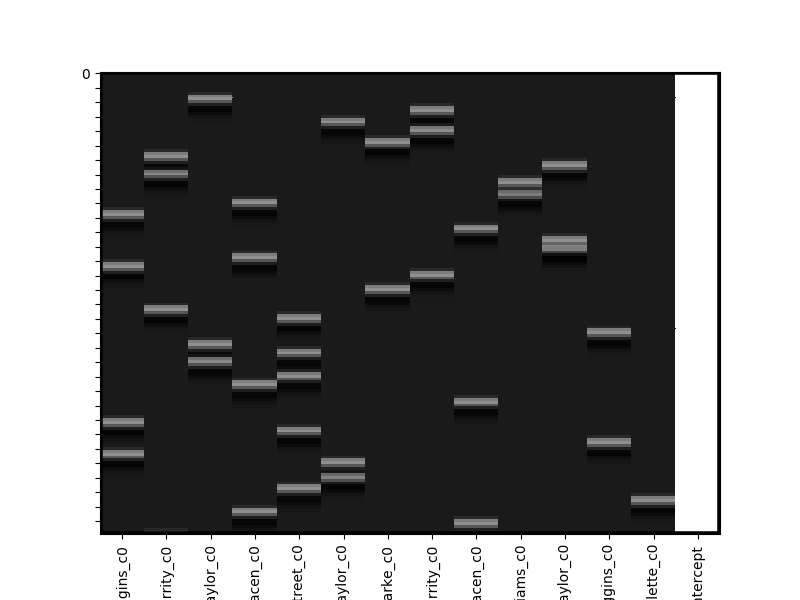 0
gins_c0
rrity_c0
aylor_c0
acen_c0
treet_c0
aylor_c0
arke_c0
rrity_c0
acen_c0
iams_c0
aylor_c0
ggins_c0
lette_c0
ntercept